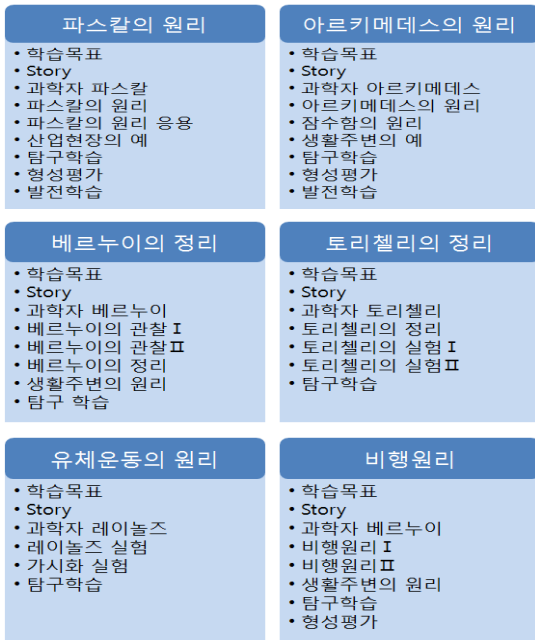 파스칼의 원리
• 학습목표
• Story
• 과학자 파스칼
• 파스칼의 원리
• 파스칼의 원리 응용
• 산업현장의 예
• 탐구학습
• 형성평가
• 발전학습
아르키메데스의 원리
• 학습목표
• Story
• 과학자 아르키메데스
• 아르키메데스의 원리
• 잠수함의 원리
• 생활주변의 예
• 탐구학습
• 형성평가
• 발전학습
베르누이의 정리
• 학습목표
• Story
• 과학자 베르누이
• 베르누이의 관찰Ⅰ
• 베르누이의 관찰Ⅱ
• 베르누이의 정리
• 생활주변의 원리
• 탐구 학습
토리첼리의 정리
• 학습목표
• Story
• 과학자 토리첼리
• 토리첼리의 정리
• 토리첼리의 실험Ⅰ
• 토리첼리의 실험Ⅱ
• 탐구학습
유체운동의 원리
• 학습목표
• Story
• 과학자 레이놀즈
• 레이놀즈 실험
• 가시화 실험
• 탐구학습
비행원리
• 학습목표
• Story
• 과학자 베르누이
• 비행원리Ⅰ
• 비행원리Ⅱ
• 생활주변의 원리
• 탐구학습
• 형성평가